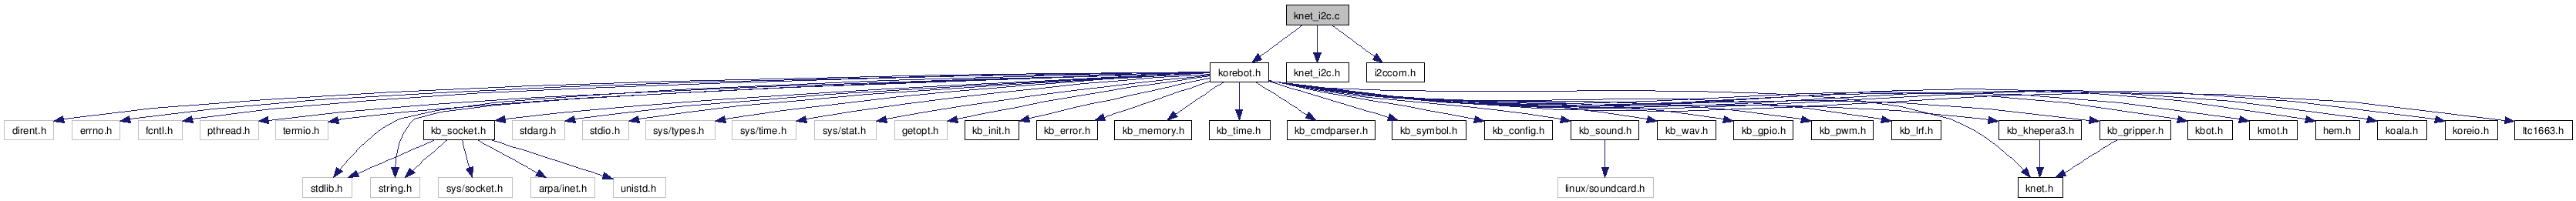 knet_i2c.c
korebot.h
knet_i2c.h
i2ccom.h
dirent.h
errno.h
fcntl.h
pthread.h
termio.h
kb_socket.h
stdarg.h
stdio.h
sys/types.h
sys/time.h
sys/stat.h
getopt.h
kb_init.h
kb_error.h
kb_memory.h
kb_time.h
kb_cmdparser.h
kb_symbol.h
kb_config.h
kb_sound.h
kb_wav.h
kb_gpio.h
kb_pwm.h
kb_lrf.h
kb_khepera3.h
kb_gripper.h
kbot.h
kmot.h
hem.h
koala.h
koreio.h
ltc1663.h
stdlib.h
string.h
sys/socket.h
arpa/inet.h
unistd.h
linux/soundcard.h
knet.h